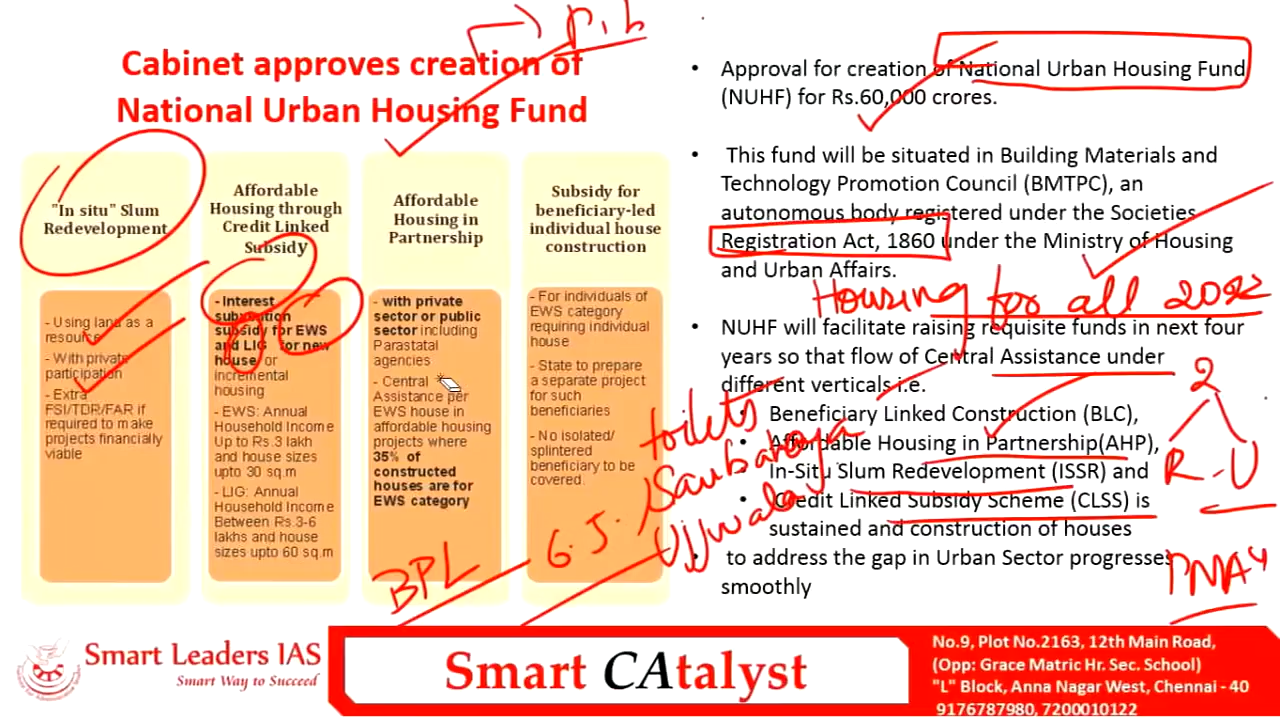 Cabinet approves creation of
National Urban Housing Fund
"In situ" Slum
Redevelopment
- Using land as a
resource
- With private
participation
- Extra
FSI/TDR/FAR if
required to make
projects financially
viable
Affordable
Housing through
Credit Linked
Subsidy
- Interest
subvention
subsidy for EWS
and LIG for new
house or
incremental
housing
- EWS: Annual
Household Income
Up to Rs.3 lakh
and house sizes
upto 30 sq.m
- LIG: Annual
Household Income
Between Rs.3-6
lakhs and house
sizes upto 60 sq.m
Affordable
Housing in
Partnership
- with private
sector or public
sector including
Parastatal
agencies
- Central
Assistance per
EWS house in
affordable housing
projects where
35% of
constructed
houses are for
EWS category
Subsidy for
beneficiary-led
individual house
construction
- For individuals of
EWS category
requiring individual
house
- State to prepare
a separate project
for such
beneficiaries
- No isolated/
splintered
beneficiary to be
covered.
• Approval for creation of National Urban Housing Fund
(NUHF) for Rs.60,000 crores.
• This fund will be situated in Building Materials and
Technology Promotion Council (BMTPC), an
autonomous body registered under the Societies
Registration Act, 1860 under the Ministry of Housing
and Urban Affairs.
Housing for all 2022
• NUHF will facilitate raising requisite funds in next four
years so that flow of Central Assistance under
different verticals i.e.
• Beneficiary Linked Construction (BLC),
• Affordable Housing in Partnership(AHP),
• In-Situ Slum Redevelopment (ISSR) and
• Credit Linked Subsidy Scheme (CLSS) is
sustained and construction of houses
• to address the gap in Urban Sector progresses
smoothly
2
R - U
PMAY
toilets
Saubhagya
Ujjwala
BPL
G.S.
Smart Leaders IAS
Smart Way to Succeed
Smart CAtalyst
No.9, Plot No.2163, 12th Main Road,
(Opp: Grace Matric Hr. Sec. School)
"L" Block, Anna Nagar West, Chennai - 40
9176787980, 7200010122